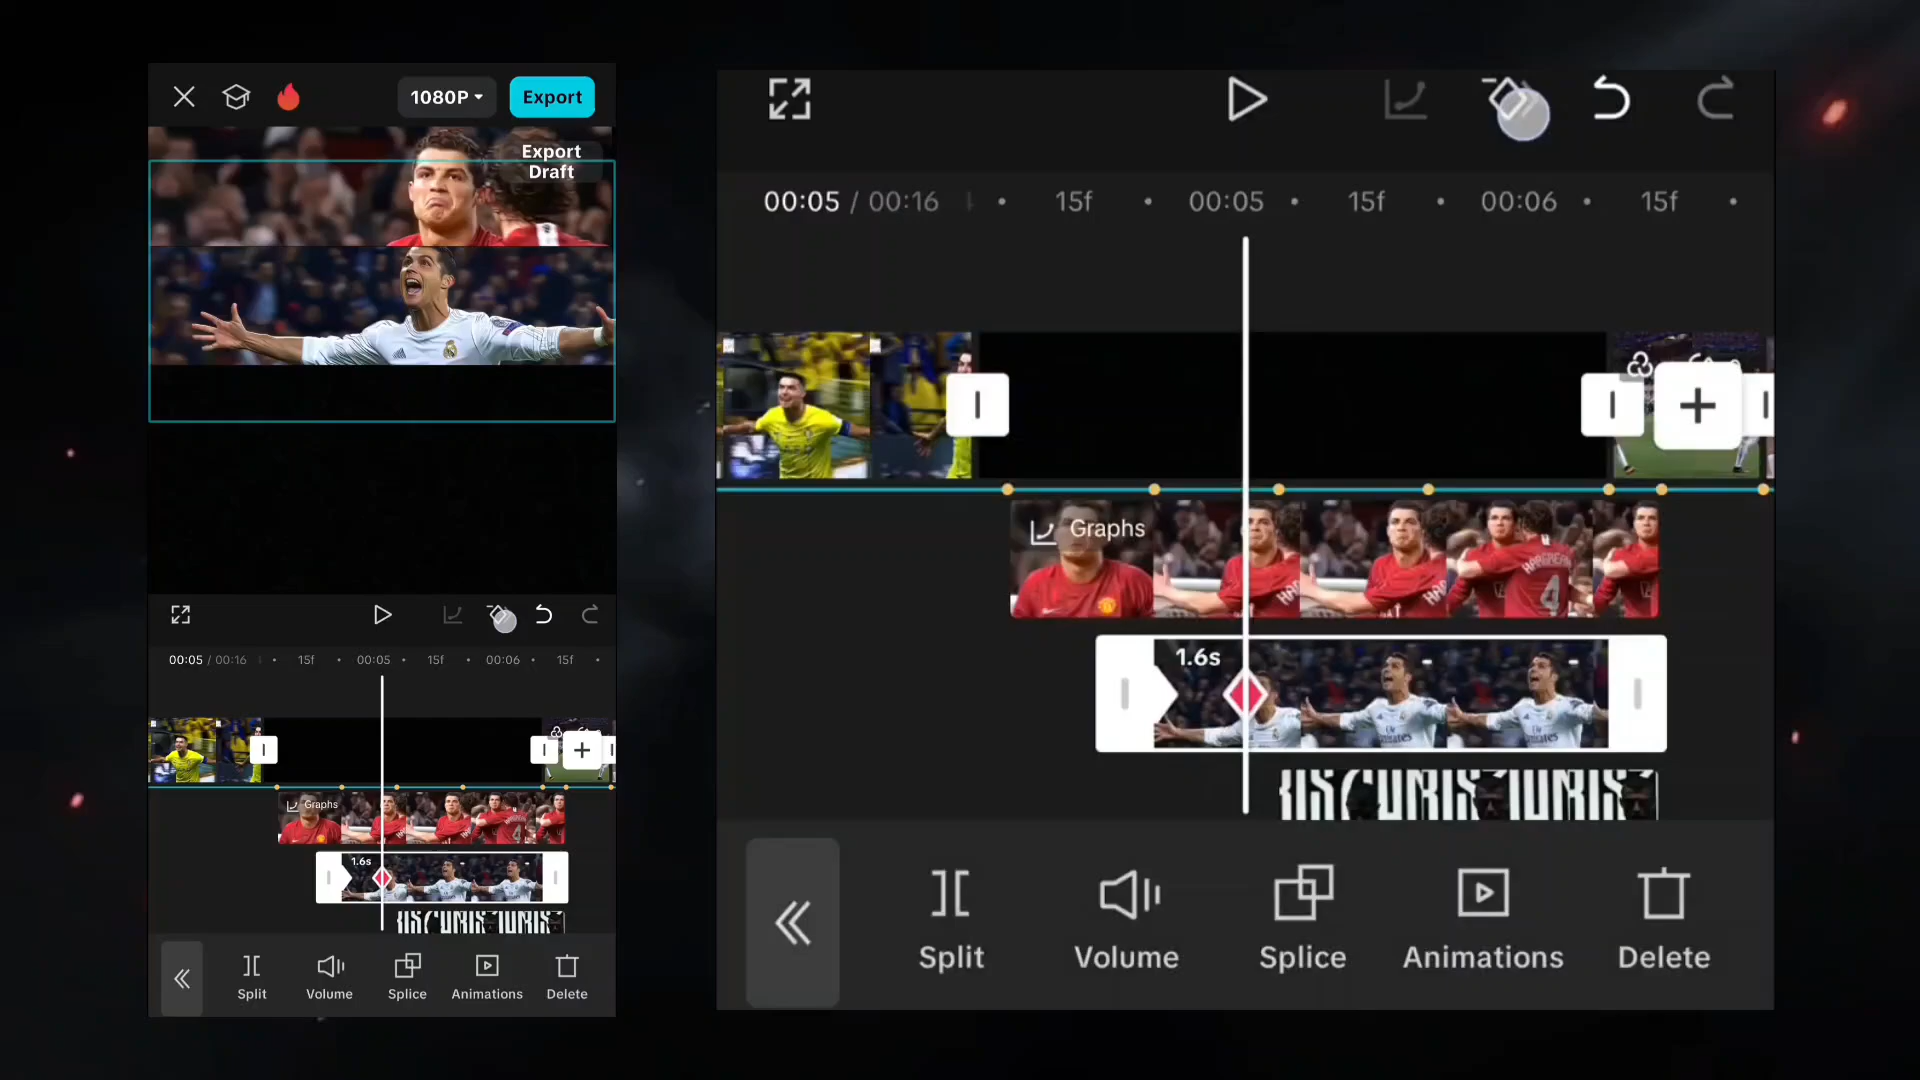 1080P
Export
Export
Draft
00:05 / 00:16
15f
00:05
15f
00:06
15f
Graphs
1.6s
Split
Volume
Splice
Animations
Delete
00:05 / 00:16
15f
00:05
15f
00:06
15f
Graphs
HARGREAVES
4
1.6s
Split
Volume
Splice
Animations
Delete